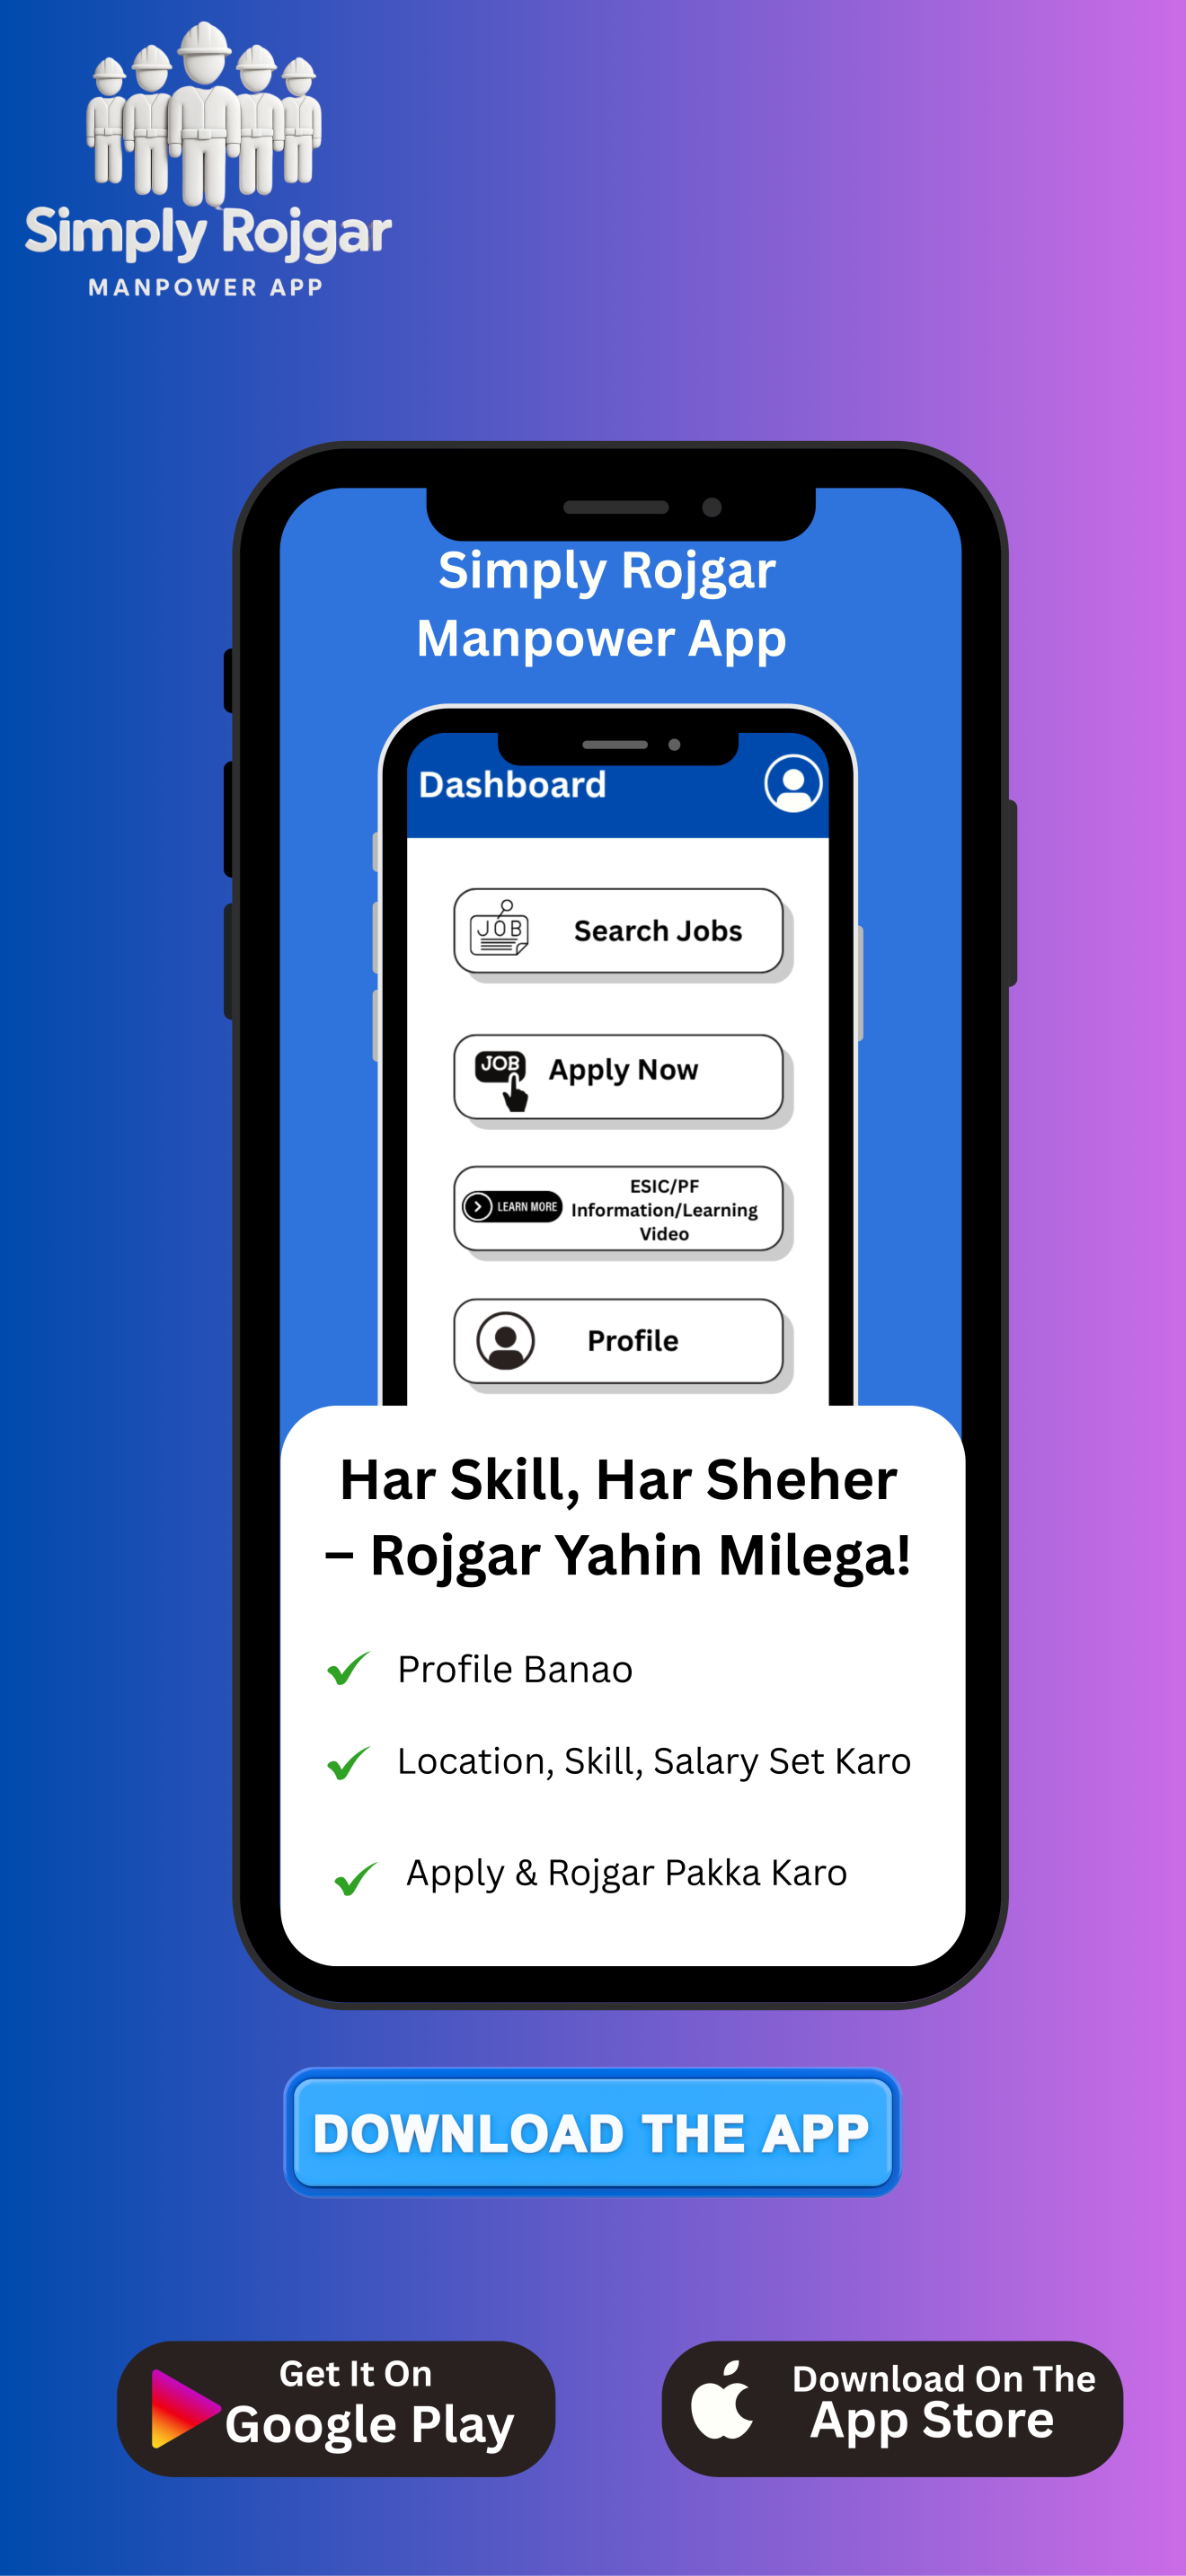 Simply Rojgar
MANPOWER APP
Simply Rojgar
Manpower App
Dashboard
JOB
Search Jobs
JOB
Apply Now
LEARN MORE
ESIC/PF
Information/Learning
Video
Profile
Har Skill, Har Sheher
– Rojgar Yahin Milega!
Profile Banao
Location, Skill, Salary Set Karo
Apply & Rojgar Pakka Karo
DOWNLOAD THE APP
Get It On
Google Play
Download On The
App Store